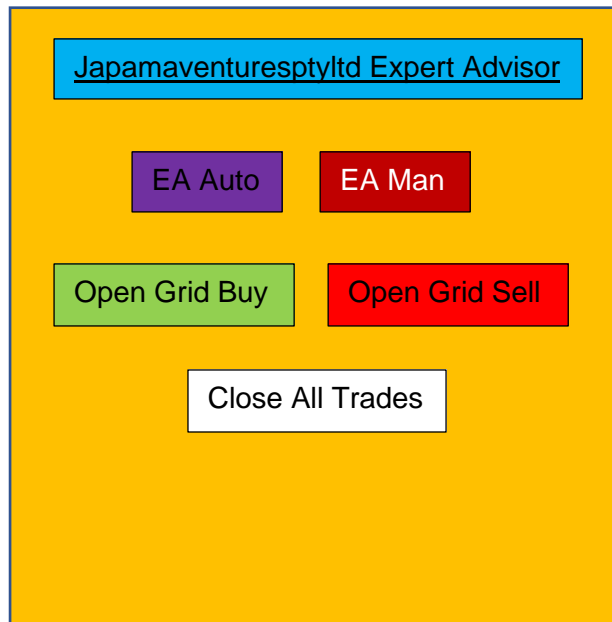 Japamaventuresptyltd Expert Advisor
EA Auto
EA Man
Open Grid Buy
Open Grid Sell
Close All Trades